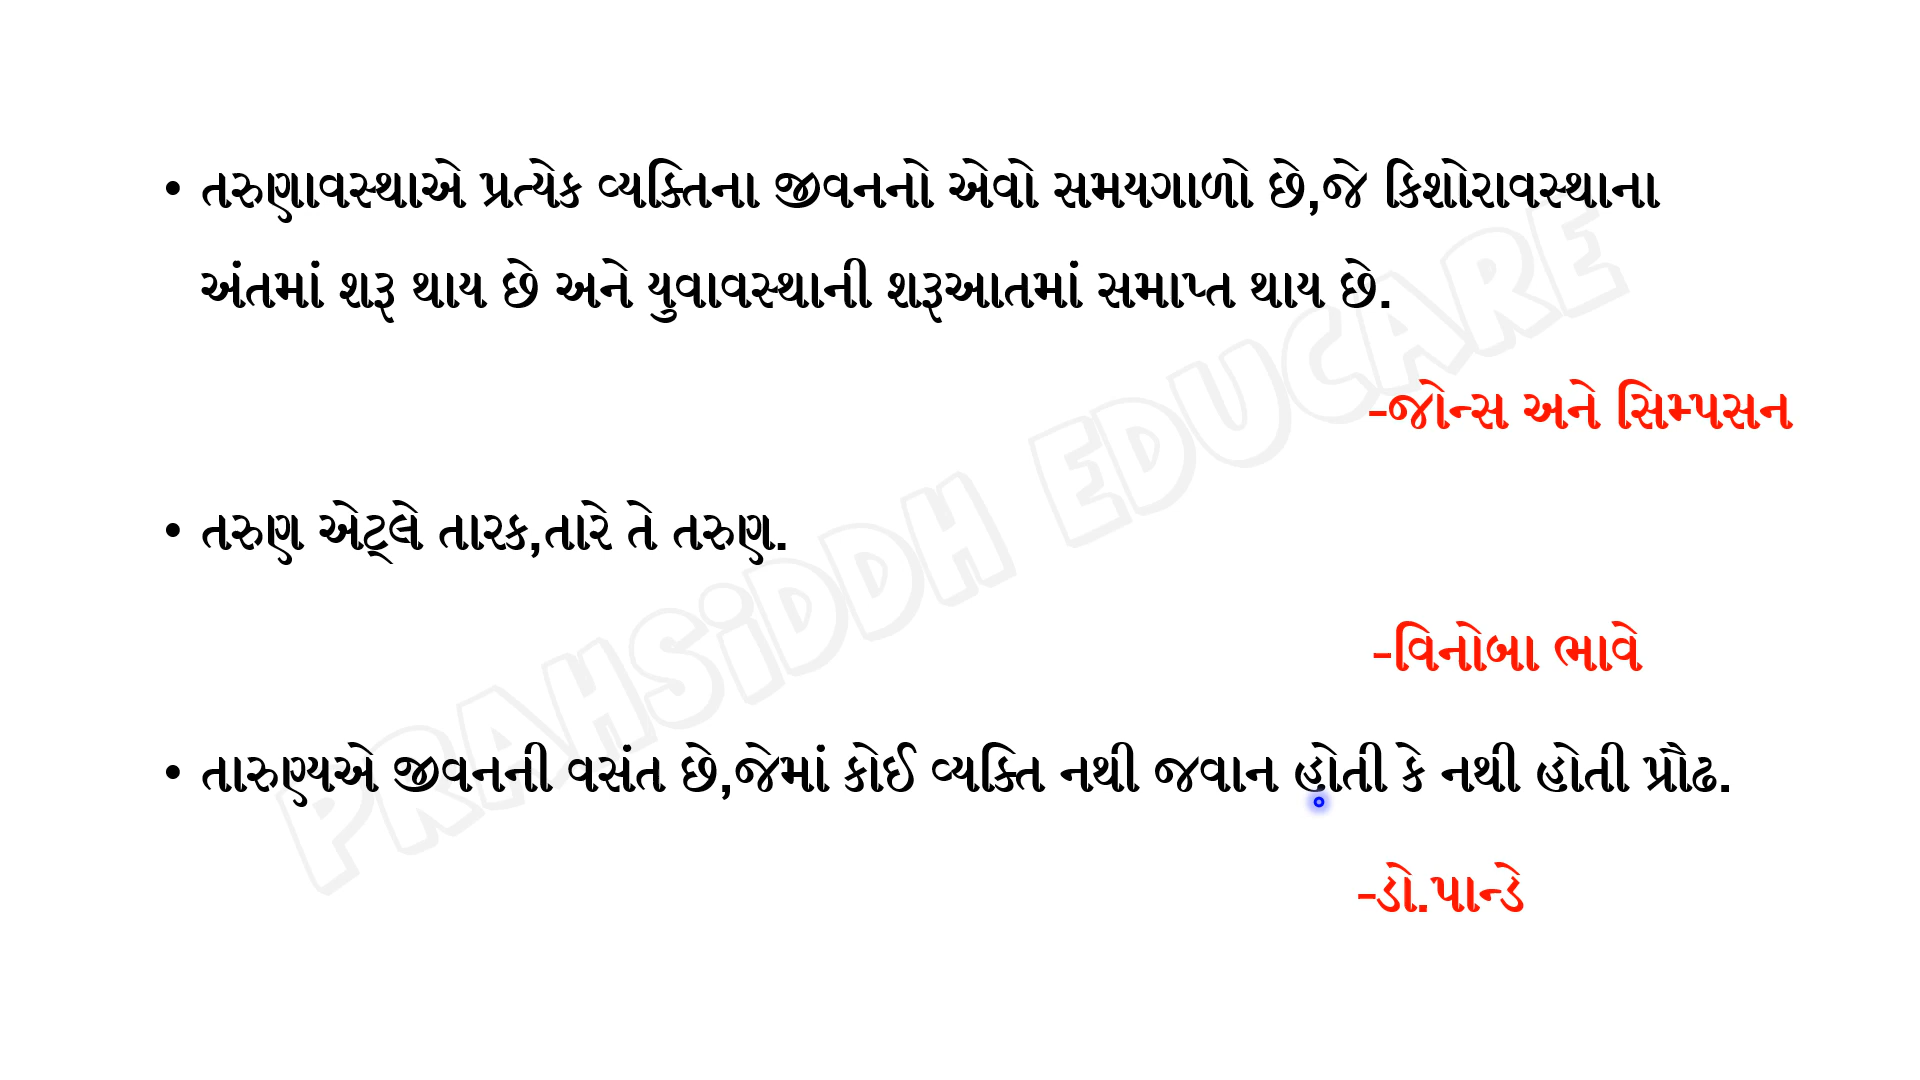 • તરુણાવસ્થાએ પ્રત્યેક વ્યક્તિના જીવનનો એવો સમયગાળો છે,જે કિશોરાવસ્થાના
અંતમાં શરૂ થાય છે અને યુવાવસ્થાની શરૂઆતમાં સમાપ્ત થાય છે.
-જોન્સ અને સિમ્પસન
• તરુણ એટ્લે તારક,તારે તે તરુણ.
-વિનોબા ભાવે
• તારુણ્યએ જીવનની વસંત છે,જેમાં કોઈ વ્યક્તિ નથી જવાન હોતી કે નથી હોતી પ્રૌઢ.
-ડો.પાન્ડે
PRAHSiDDH EDUCARE